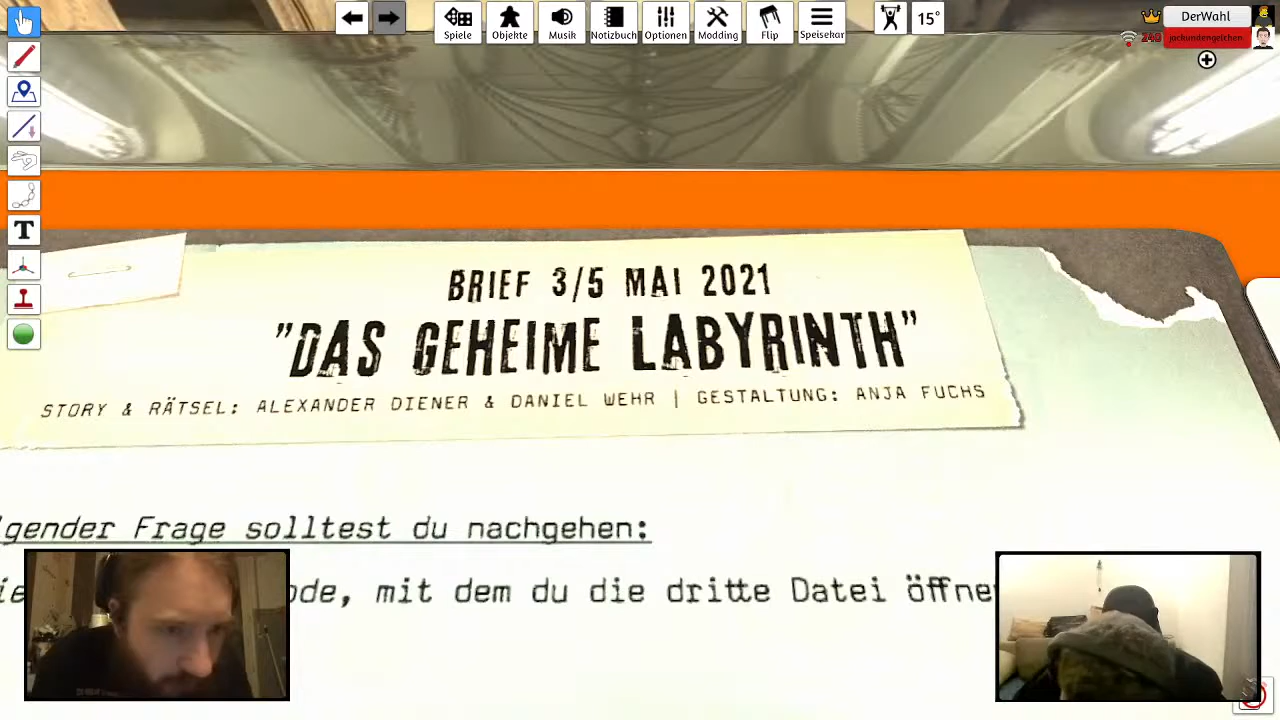 Spiele
Objekte
Musik
Notizbuch
Optionen
Modding
Flip
Speisekar
15°
DerWahl
240
jackundengelchen
T
BRIEF 3/5 MAI 2021
"DAS GEHEIME LABYRINTH"
STORY & RÄTSEL: ALEXANDER DIENER & DANIEL WEHR | GESTALTUNG: ANJA FUCHS
lgender Frage solltest du nachgehen:
ode, mit dem du die dritte Datei öffne